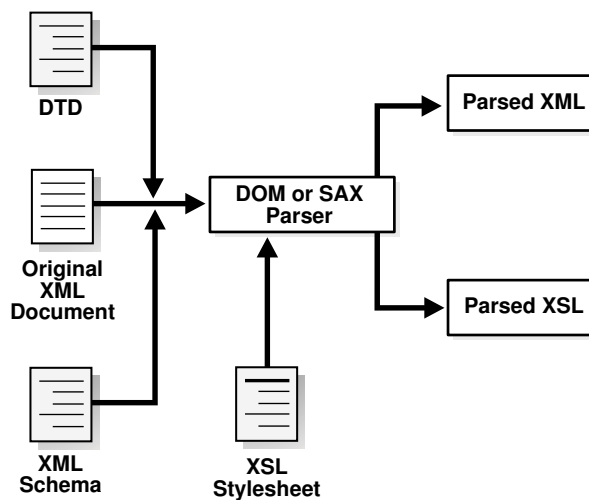 DTD
Parsed XML
DOM or SAX
Parser
Original
XML
Document
Parsed XSL
XML
Schema
XSL
Stylesheet